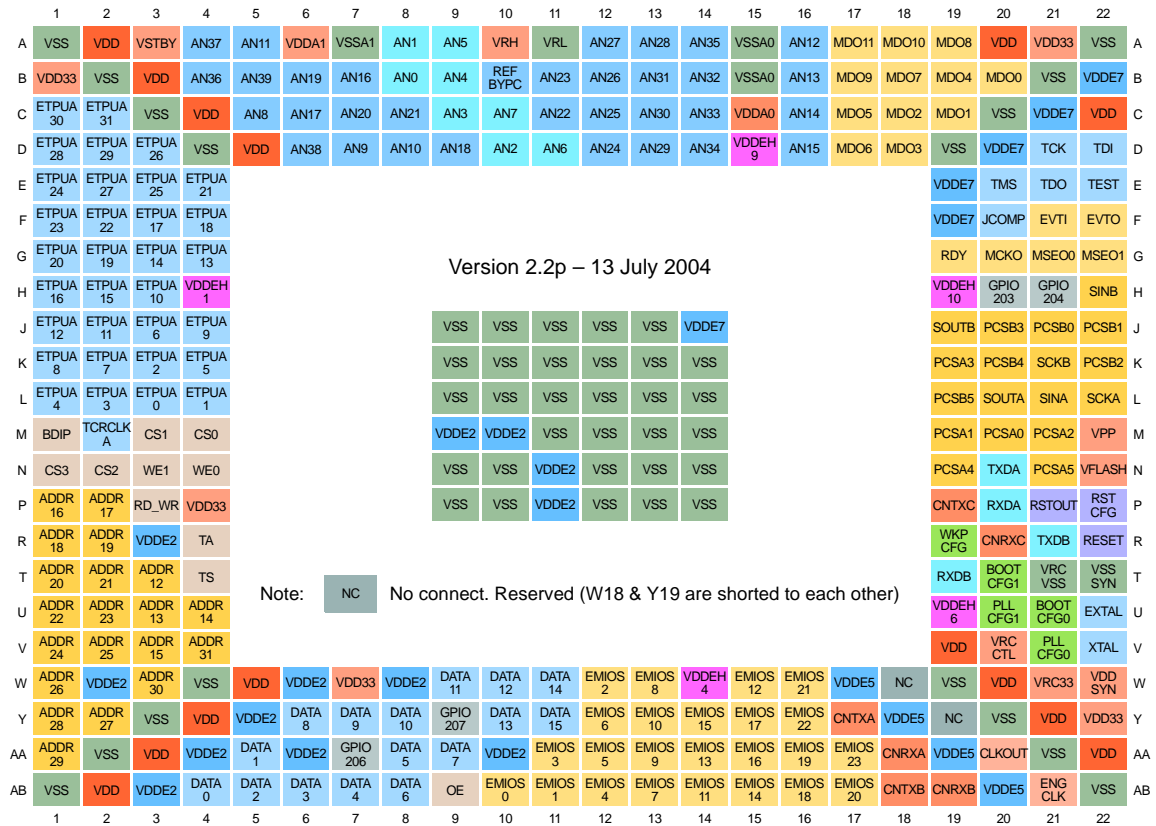 1 2 3 4 5 6 7 8 9 10 11 12 13 14 15 16 17 18 19 20 21 22
A VSS VDD VSTBY AN37 AN11 VDDA1 VSSA1 AN1 AN5 VRH VRL AN27 AN28 AN35 VSSA0 AN12 MDO11 MDO10 MDO8 VDD VDD33 VSS A
B VDD33 VSS VDD AN36 AN39 AN19 AN16 AN0 AN4 REF BYPC AN23 AN26 AN31 AN32 VSSA0 AN13 MDO9 MDO7 MDO4 MDO0 VSS VDDE7 B
C ETPUA 30 ETPUA 31 VSS VDD AN8 AN17 AN20 AN21 AN3 AN7 AN22 AN25 AN30 AN33 VDDA0 AN14 MDO5 MDO2 MDO1 VSS VDDE7 VDD C
D ETPUA 28 ETPUA 29 ETPUA 26 VSS VDD AN38 AN9 AN10 AN18 AN2 AN6 AN24 AN29 AN34 VDDEH 9 AN15 MDO6 MDO3 VSS VDDE7 TCK TDI D
E ETPUA 24 ETPUA 27 ETPUA 25 ETPUA 21 VDDE7 TMS TDO TEST E
F ETPUA 23 ETPUA 22 ETPUA 17 ETPUA 18 VDDE7 JCOMP EVTI EVTO F
G ETPUA 20 ETPUA 19 ETPUA 14 ETPUA 13 RDY MCKO MSEO0 MSEO1 G
Version 2.2p – 13 July 2004
H ETPUA 16 ETPUA 15 ETPUA 10 VDDEH 1 VDDEH 10 GPIO 203 GPIO 204 SINB H
J ETPUA 12 ETPUA 11 ETPUA 6 ETPUA 9 VSS VSS VSS VSS VSS VDDE7 SOUTB PCSB3 PCSB0 PCSB1 J
K ETPUA 8 ETPUA 7 ETPUA 2 ETPUA 5 VSS VSS VSS VSS VSS VSS PCSA3 PCSB4 SCKB PCSB2 K
L ETPUA 4 ETPUA 3 ETPUA 0 ETPUA 1 VSS VSS VSS VSS VSS VSS PCSB5 SOUTA SINA SCKA L
M BDIP TCRCLK A CS1 CS0 VDDE2 VDDE2 VSS VSS VSS VSS PCSA1 PCSA0 PCSA2 VPP M
N CS3 CS2 WE1 WE0 VSS VSS VDDE2 VSS VSS VSS PCSA4 TXDA PCSA5 VFLASH N
P ADDR 16 ADDR 17 RD_WR VDD33 VSS VSS VDDE2 VSS VSS VSS CNTXC RXDA RSTOUT RST CFG P
R ADDR 18 ADDR 19 VDDE2 TA WKP CFG CNRXC TXDB RESET R
T ADDR 20 ADDR 21 ADDR 12 TS RXDB BOOT CFG1 VRC VSS VSS SYN T
Note: NC No connect. Reserved (W18 & Y19 are shorted to each other)
U ADDR 22 ADDR 23 ADDR 13 ADDR 14 VDDEH 6 PLL CFG1 BOOT CFG0 EXTAL U
V ADDR 24 ADDR 25 ADDR 15 ADDR 31 VDD VRC CTL PLL CFG0 XTAL V
W ADDR 26 VDDE2 ADDR 30 VSS VDD VDDE2 VDD33 VDDE2 DATA 11 DATA 12 DATA 14 EMIOS 2 EMIOS 8 VDDEH 4 EMIOS 12 EMIOS 21 VDDE5 NC VSS VDD VRC33 VDD SYN W
Y ADDR 28 ADDR 27 VSS VDD VDDE2 DATA 8 DATA 9 DATA 10 GPIO 207 DATA 13 DATA 15 EMIOS 6 EMIOS 10 EMIOS 15 EMIOS 17 EMIOS 22 CNTXA VDDE5 NC VSS VDD VDD33 Y
AA ADDR 29 VSS VDD VDDE2 DATA 1 VDDE2 GPIO 206 DATA 5 DATA 7 VDDE2 EMIOS 3 EMIOS 5 EMIOS 9 EMIOS 13 EMIOS 16 EMIOS 19 EMIOS 23 CNRXA VDDE5 CLKOUT VSS VDD AA
AB VSS VDD VDDE2 DATA 0 DATA 2 DATA 3 DATA 4 DATA 6 OE EMIOS 0 EMIOS 1 EMIOS 4 EMIOS 7 EMIOS 11 EMIOS 14 EMIOS 18 EMIOS 20 CNTXB CNRXB VDDE5 ENG CLK VSS AB
1 2 3 4 5 6 7 8 9 10 11 12 13 14 15 16 17 18 19 20 21 22